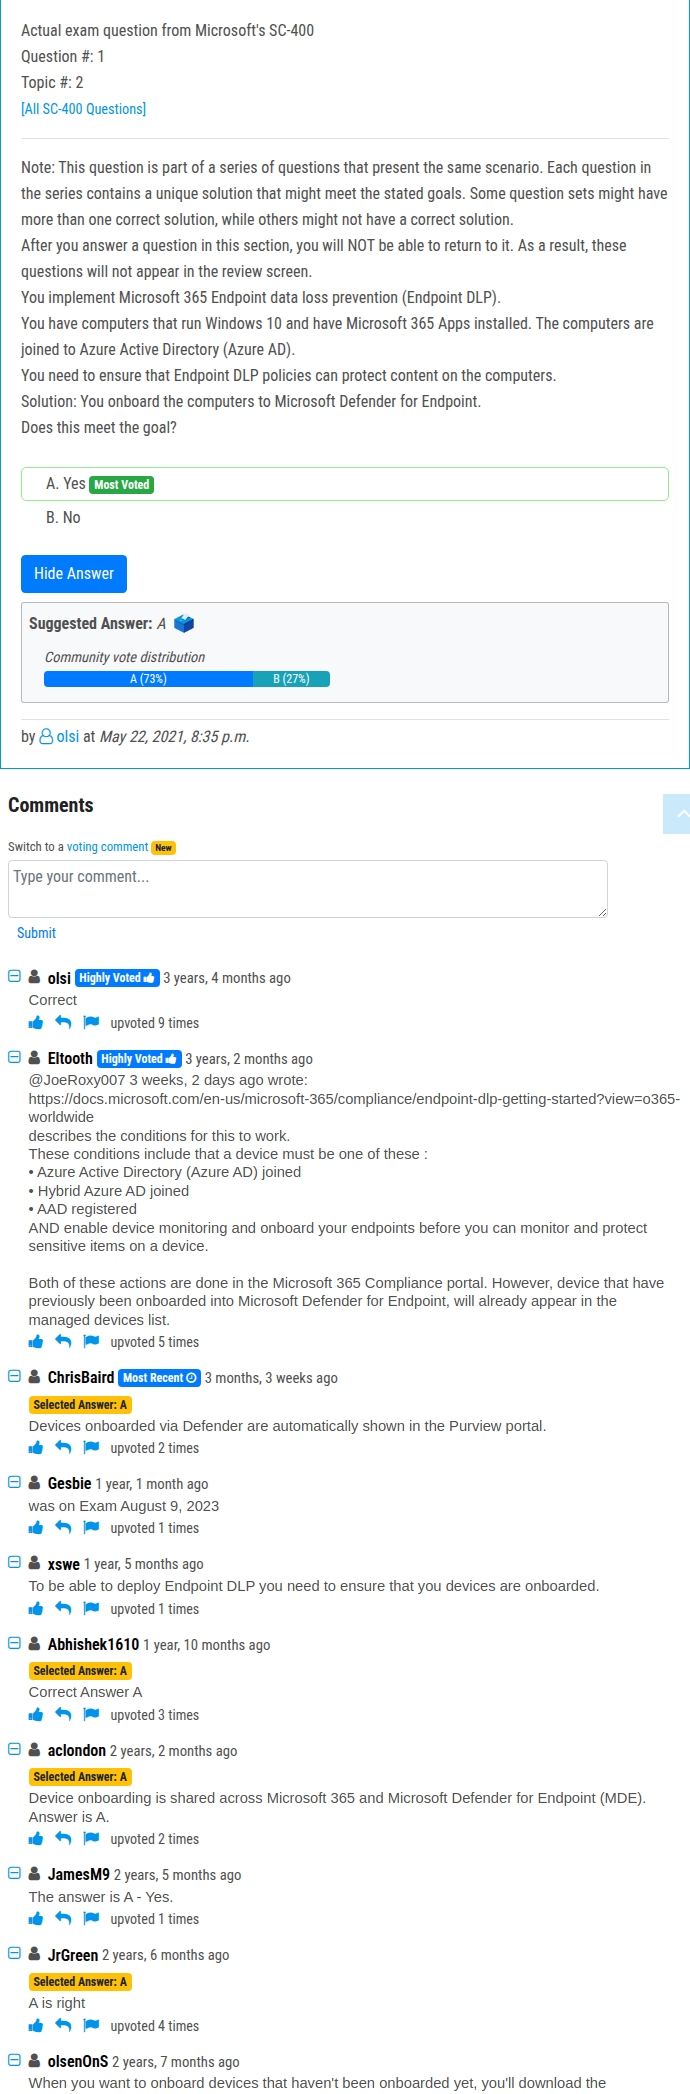 Actual exam question from Microsoft's SC-400
Question #: 1
Topic #: 2
[All SC-400 Questions]
Note: This question is part of a series of questions that present the same scenario. Each question in
the series contains a unique solution that might meet the stated goals. Some question sets might have
more than one correct solution, while others might not have a correct solution.
After you answer a question in this section, you will NOT be able to return to it. As a result, these
questions will not appear in the review screen.
You implement Microsoft 365 Endpoint data loss prevention (Endpoint DLP).
You have computers that run Windows 10 and have Microsoft 365 Apps installed. The computers are
joined to Azure Active Directory (Azure AD).
You need to ensure that Endpoint DLP policies can protect content on the computers.
Solution: You onboard the computers to Microsoft Defender for Endpoint.
Does this meet the goal?
A. Yes Most Voted
B. No
Hide Answer
Suggested Answer: A
Community vote distribution
A (73%) B (27%)
by olsi at May 22, 2021, 8:35 p.m.
Comments
Switch to a voting comment New
Type your comment...
Submit
olsi Highly Voted 3 years, 4 months ago
Correct
upvoted 9 times
Eltooth Highly Voted 3 years, 2 months ago
@JoeRoxy007 3 weeks, 2 days ago wrote:
https://docs.microsoft.com/en-us/microsoft-365/compliance/endpoint-dlp-getting-started?view=o365-
worldwide
describes the conditions for this to work.
These conditions include that a device must be one of these :
• Azure Active Directory (Azure AD) joined
• Hybrid Azure AD joined
• AAD registered
AND enable device monitoring and onboard your endpoints before you can monitor and protect
sensitive items on a device.
Both of these actions are done in the Microsoft 365 Compliance portal. However, device that have
previously been onboarded into Microsoft Defender for Endpoint, will already appear in the
managed devices list.
upvoted 5 times
ChrisBaird Most Recent 3 months, 3 weeks ago
Selected Answer: A
Devices onboarded via Defender are automatically shown in the Purview portal.
upvoted 2 times
Gesbie 1 year, 1 month ago
was on Exam August 9, 2023
upvoted 1 times
xswe 1 year, 5 months ago
To be able to deploy Endpoint DLP you need to ensure that you devices are onboarded.
upvoted 1 times
Abhishek1610 1 year, 10 months ago
Selected Answer: A
Correct Answer A
upvoted 3 times
aclondon 2 years, 2 months ago
Selected Answer: A
Device onboarding is shared across Microsoft 365 and Microsoft Defender for Endpoint (MDE).
Answer is A.
upvoted 2 times
JamesM9 2 years, 5 months ago
The answer is A - Yes.
upvoted 1 times
JrGreen 2 years, 6 months ago
Selected Answer: A
A is right
upvoted 4 times
olsenOnS 2 years, 7 months ago
When you want to onboard devices that haven't been onboarded yet, you'll download the